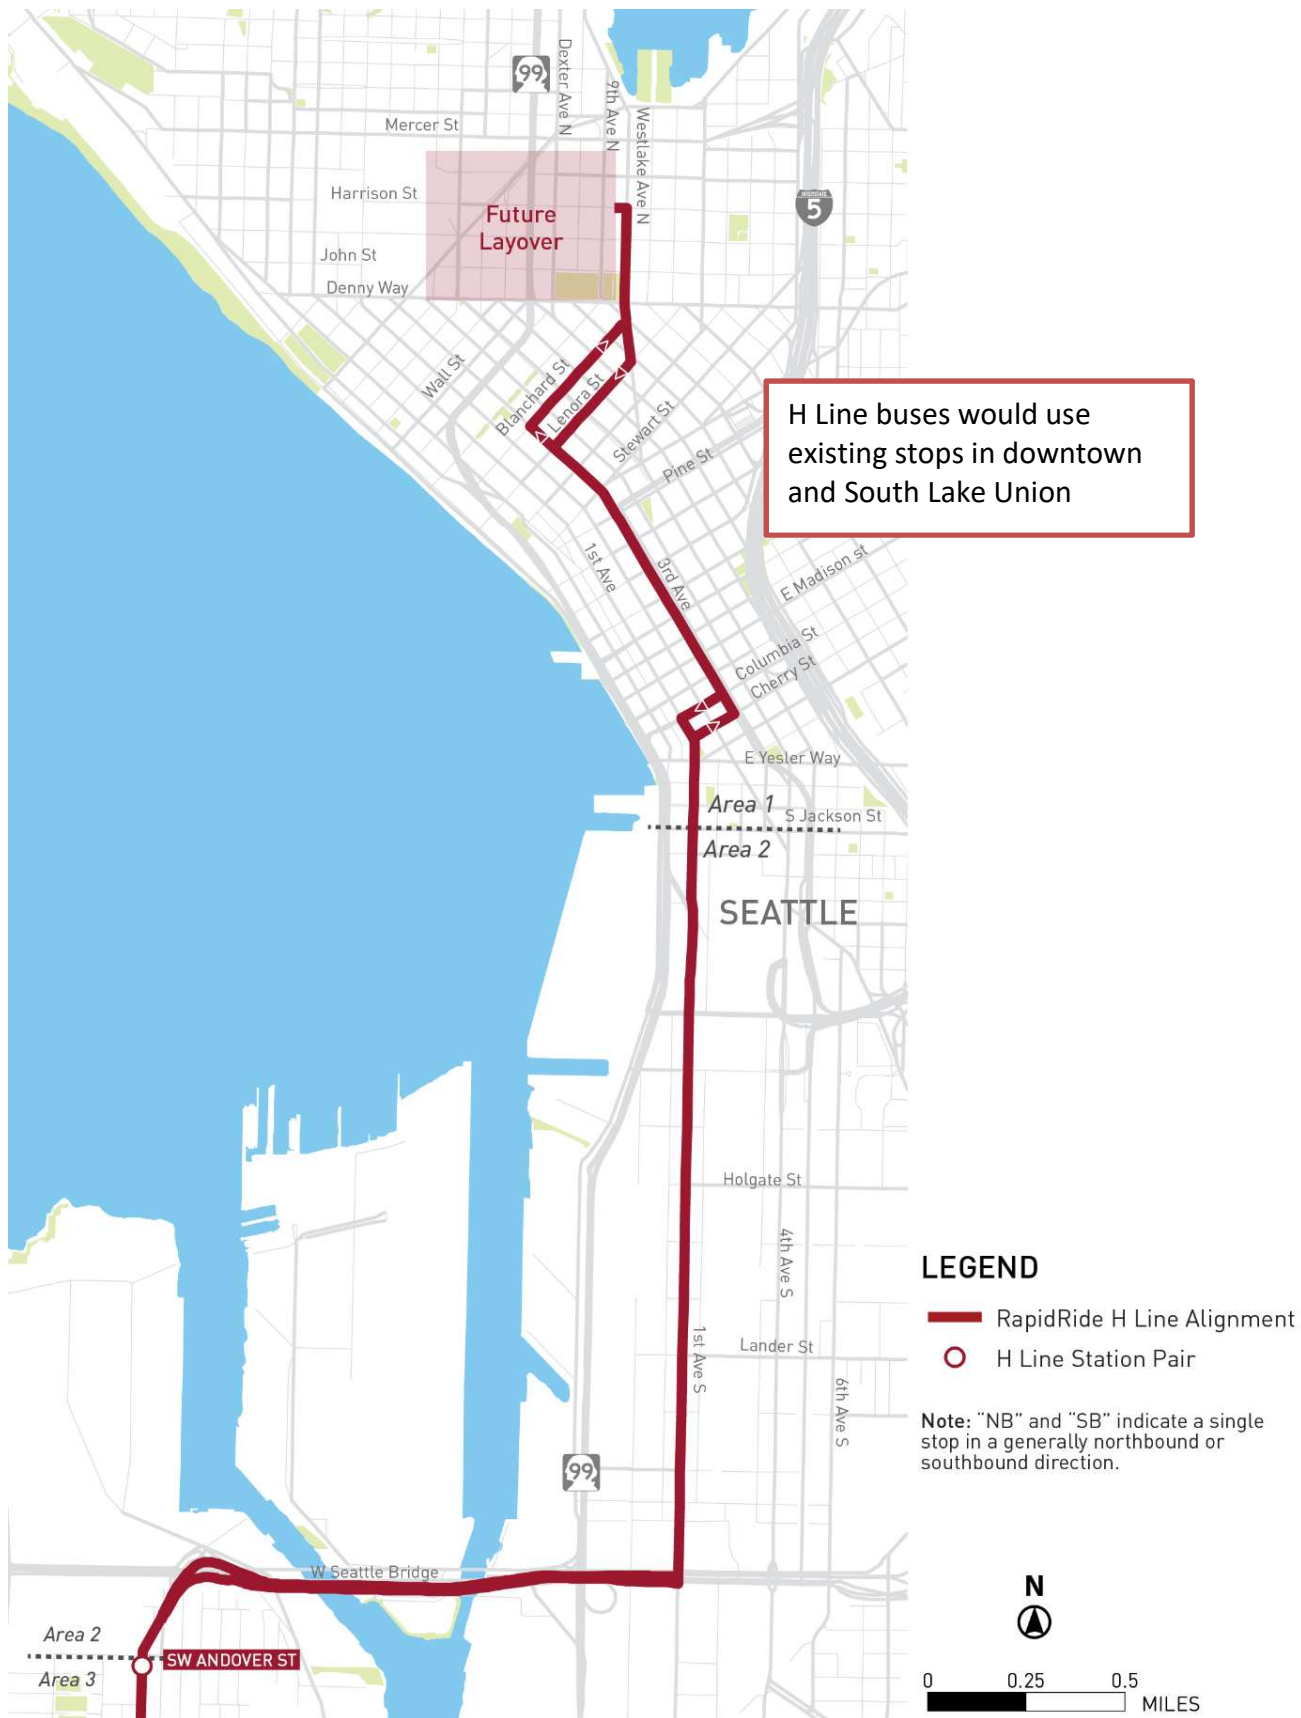 99
Dexter Ave N
9th Ave N
Westlake Ave N
Mercer St
Harrison St
INTERSTATE
5
Future
Layover
John St
Denny Way
Wall St
Blanchard St
Lenora St
Stewart St
Pine St
H Line buses would use
existing stops in downtown
and South Lake Union
1st Ave
3rd Ave
E Madison st
Columbia St
Cherry St
E Yesler Way
Area 1
S Jackson St
Area 2
SEATTLE
Holgate St
4th Ave S
LEGEND
RapidRide H Line Alignment
H Line Station Pair
1st Ave S
Lander St
6th Ave S
Note: "NB" and "SB" indicate a single
stop in a generally northbound or
southbound direction.
99
W Seattle Bridge
N
Area 2
SW ANDOVER ST
Area 3
0 0.25 0.5
MILES